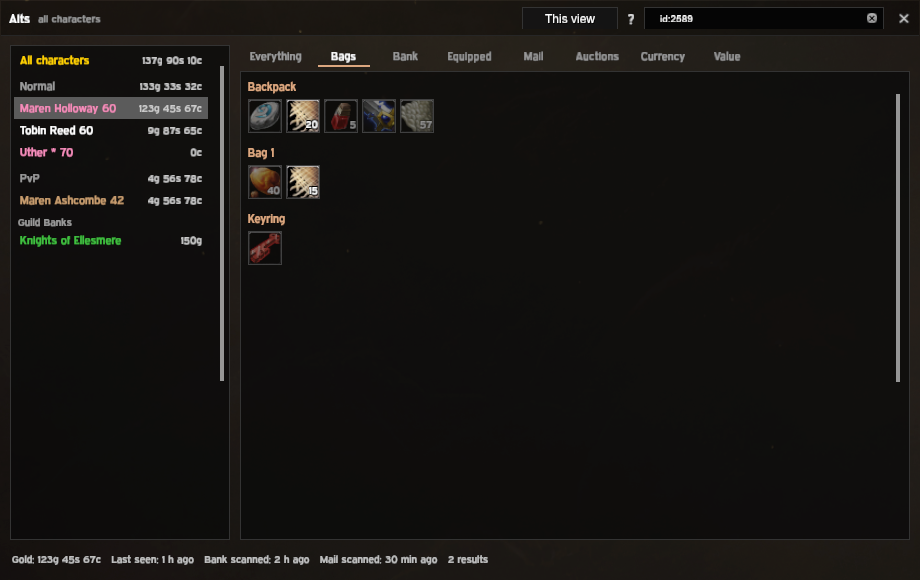 Alts all characters This view ? id:2589
All characters 137g 90s 10c
Normal 133g 33s 32c
Maren Holloway 60 123g 45s 67c
Tobin Reed 60 9g 87s 65c
Uther * 70 0c
PvP 4g 56s 78c
Maren Ashcombe 42 4g 56s 78c
Guild Banks
Knights of Ellesmere 150g
Everything Bags Bank Equipped Mail Auctions Currency Value
Backpack
20 5 57
Bag 1
40 15
Keyring
Gold: 123g 45s 67c Last seen: 1 h ago Bank scanned: 2 h ago Mail scanned: 30 min ago 2 results